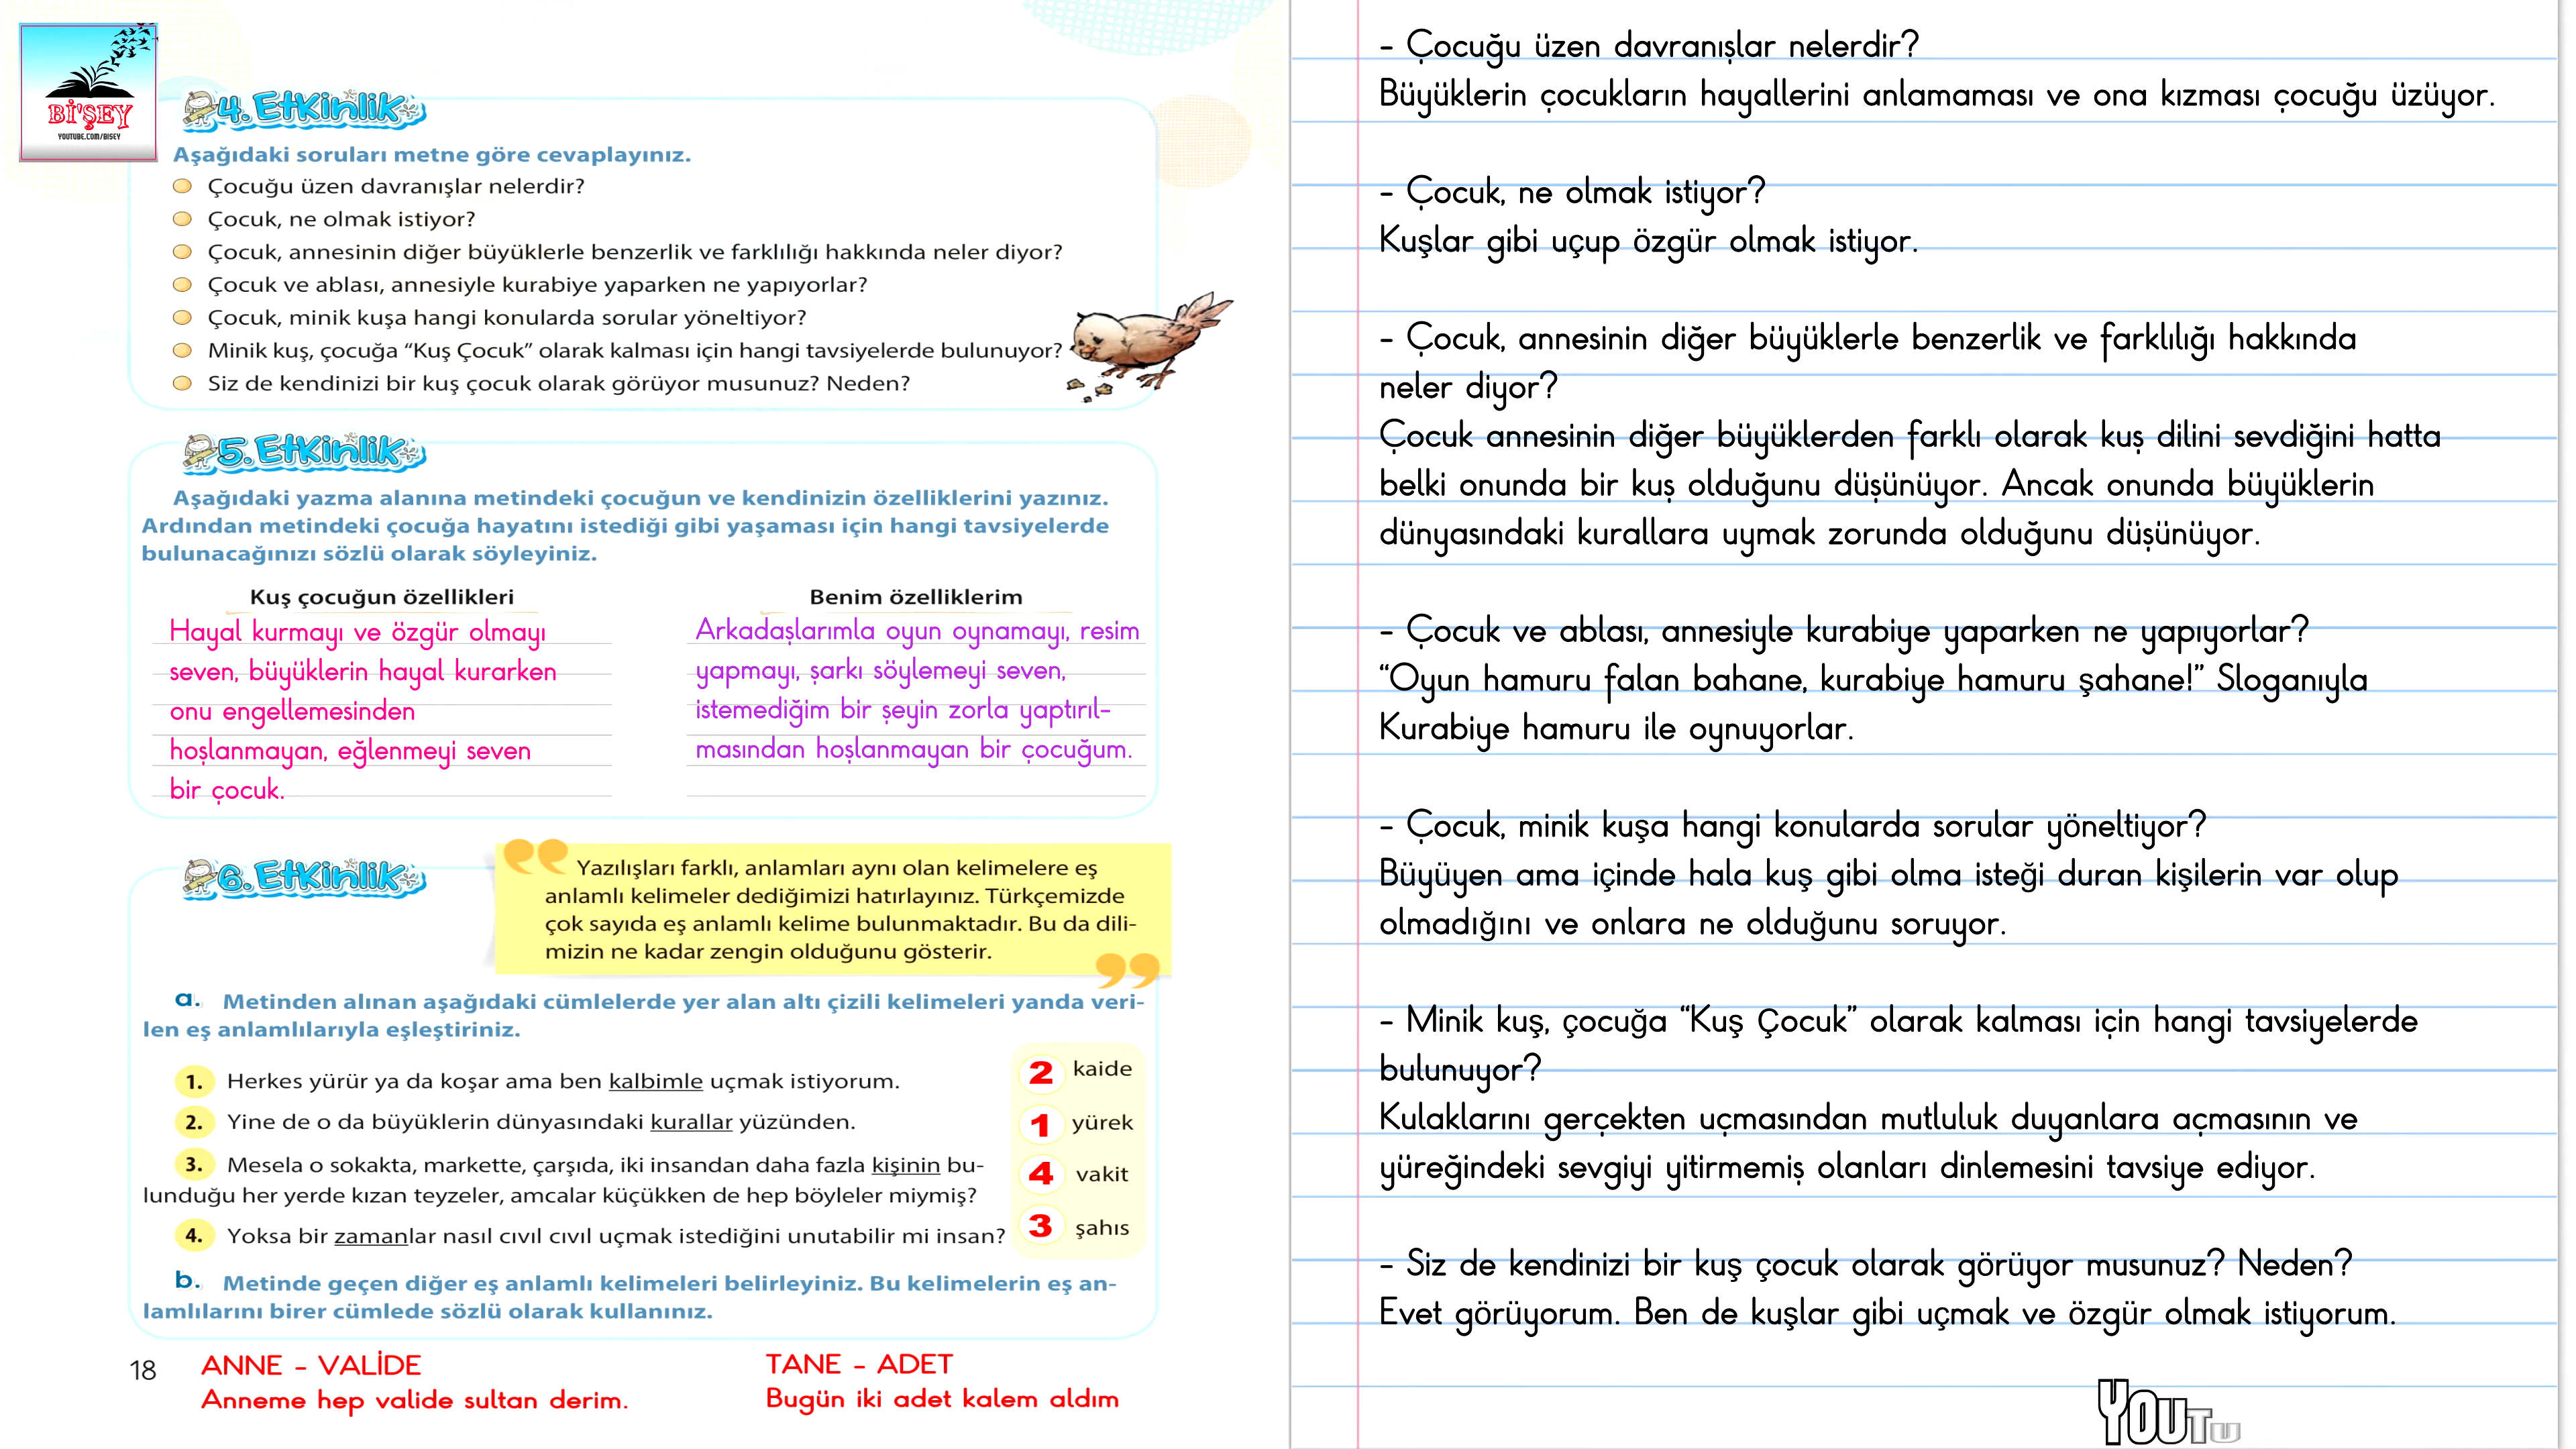 Bİ'ŞEY
YOUTUBE.COM/BISEY
4. Etkinlik
Aşağıdaki soruları metne göre cevaplayınız.
Çocuğu üzen davranışlar nelerdir?
Çocuk, ne olmak istiyor?
Çocuk, annesinin diğer büyüklerle benzerlik ve farklılığı hakkında neler diyor?
Çocuk ve ablası, annesiyle kurabiye yaparken ne yapıyorlar?
Çocuk, minik kuşa hangi konularda sorular yöneltiyor?
Minik kuş, çocuğa “Kuş Çocuk” olarak kalması için hangi tavsiyelerde bulunuyor?
Siz de kendinizi bir kuş çocuk olarak görüyor musunuz? Neden?
5. Etkinlik
Aşağıdaki yazma alanına metindeki çocuğun ve kendinizin özelliklerini yazınız.
Ardından metindeki çocuğa hayatını istediği gibi yaşaması için hangi tavsiyelerde
bulunacağınızı sözlü olarak söyleyiniz.
Kuş çocuğun özellikleri
Hayal kurmayı ve özgür olmayı
seven, büyüklerin hayal kurarken
onu engellemesinden
hoşlanmayan, eğlenmeyi seven
bir çocuk.
Benim özelliklerim
Arkadaşlarımla oyun oynamayı, resim
yapmayı, şarkı söylemeyi seven,
istemediğim bir şeyin zorla yaptırıl-
masından hoşlanmayan bir çocuğum.
6. Etkinlik
Yazılışları farklı, anlamları aynı olan kelimelere eş
anlamlı kelimeler dediğimizi hatırlayınız. Türkçemizde
çok sayıda eş anlamlı kelime bulunmaktadır. Bu da dili-
mizin ne kadar zengin olduğunu gösterir.
a. Metinden alınan aşağıdaki cümlelerde yer alan altı çizili kelimeleri yanda veri-
len eş anlamlılarıyla eşleştiriniz.
1. Herkes yürür ya da koşar ama ben kalbimle uçmak istiyorum.
2. Yine de o da büyüklerin dünyasındaki kurallar yüzünden.
3. Mesela o sokakta, markette, çarşıda, iki insandan daha fazla kişinin bu-
lunduğu her yerde kızan teyzeler, amcalar küçükken de hep böyleler miymiş?
4. Yoksa bir zamanlar nasıl cıvıl cıvıl uçmak istediğini unutabilir mi insan?
2 kaide
1 yürek
4 vakit
3 şahıs
b. Metinde geçen diğer eş anlamlı kelimeleri belirleyiniz. Bu kelimelerin eş an-
lamlılarını birer cümlede sözlü olarak kullanınız.
18
ANNE - VALİDE
Anneme hep valide sultan derim.
TANE - ADET
Bugün iki adet kalem aldım
- Çocuğu üzen davranışlar nelerdir?
Büyüklerin çocukların hayallerini anlamaması ve ona kızması çocuğu üzüyor.
- Çocuk, ne olmak istiyor?
Kuşlar gibi uçup özgür olmak istiyor.
- Çocuk, annesinin diğer büyüklerle benzerlik ve farklılığı hakkında
neler diyor?
Çocuk annesinin diğer büyüklerden farklı olarak kuş dilini sevdiğini hatta
belki onunda bir kuş olduğunu düşünüyor. Ancak onunda büyüklerin
dünyasındaki kurallara uymak zorunda olduğunu düşünüyor.
- Çocuk ve ablası, annesiyle kurabiye yaparken ne yapıyorlar?
“Oyun hamuru falan bahane, kurabiye hamuru şahane!” Sloganıyla
Kurabiye hamuru ile oynuyorlar.
- Çocuk, minik kuşa hangi konularda sorular yöneltiyor?
Büyüyen ama içinde hala kuş gibi olma isteği duran kişilerin var olup
olmadığını ve onlara ne olduğunu soruyor.
- Minik kuş, çocuğa “Kuş Çocuk” olarak kalması için hangi tavsiyelerde
bulunuyor?
Kulaklarını gerçekten uçmasından mutluluk duyanlara açmasının ve
yüreğindeki sevgiyi yitirmemiş olanları dinlemesini tavsiye ediyor.
- Siz de kendinizi bir kuş çocuk olarak görüyor musunuz? Neden?
Evet görüyorum. Ben de kuşlar gibi uçmak ve özgür olmak istiyorum.
YOUTU